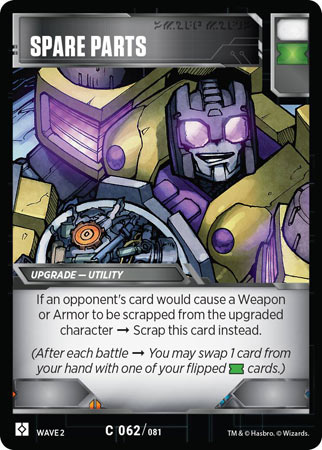 SPARE PARTS
UPGRADE – UTILITY
If an opponent's card would cause a Weapon
or Armor to be scrapped from the upgraded
character → Scrap this card instead.
(After each battle → You may swap 1 card from
your hand with one of your flipped cards.)
WAVE 2
C 062/081
TM & © Hasbro. © Wizards.